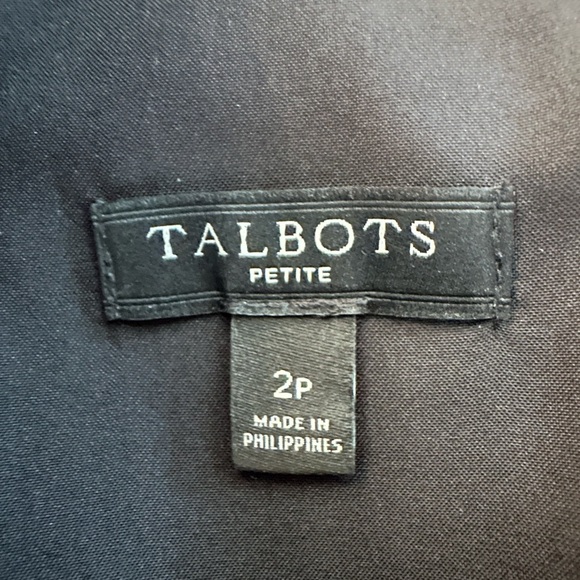 TALBOTS
PETITE
2P
MADE IN
PHILIPPINES